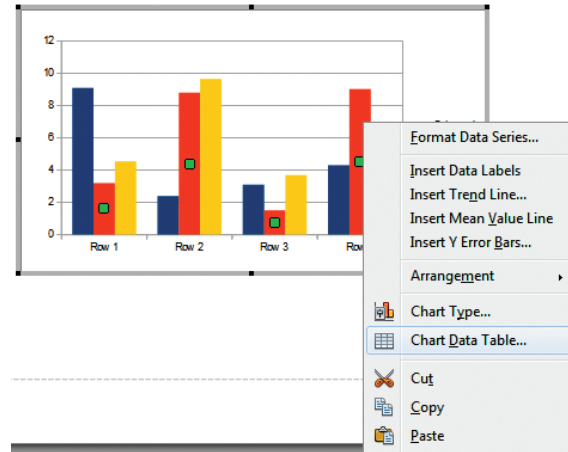 12
10
8
6
4
2
0
Row 1 Row 2 Row 3 Row
Format Data Series...
Insert Data Labels
Insert Trend Line...
Insert Mean Value Line
Insert Y Error Bars...
Arrangement
Chart Type...
Chart Data Table...
Cut
Copy
Paste